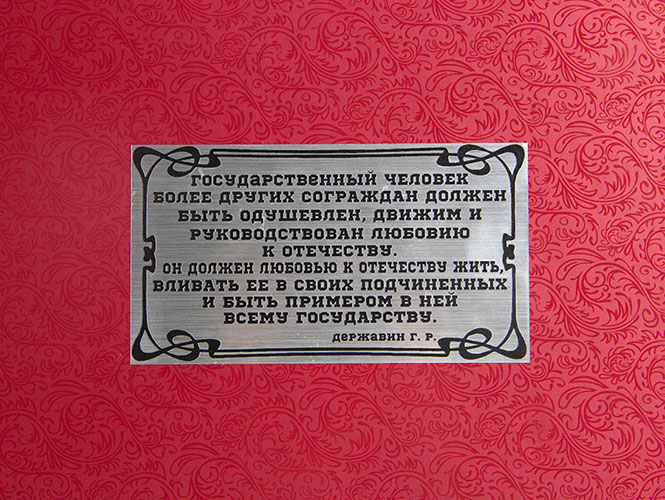 ГОСУДАРСТВЕННЫЙ ЧЕЛОВЕК
БОЛЕЕ ДРУГИХ СОГРАЖДАН ДОЛЖЕН
БЫТЬ ОДУШЕВЛЕН, ДВИЖИМ И
РУКОВОДСТВОВАН ЛЮБОВИЮ
К ОТЕЧЕСТВУ.
ОН ДОЛЖЕН ЛЮБОВЬЮ К ОТЕЧЕСТВУ ЖИТЬ,
ВЛИВАТЬ ЕЕ В СВОИХ ПОДЧИНЕННЫХ
И БЫТЬ ПРИМЕРОМ В НЕЙ
ВСЕМУ ГОСУДАРСТВУ.
ДЕРЖАВИН Г. Р.